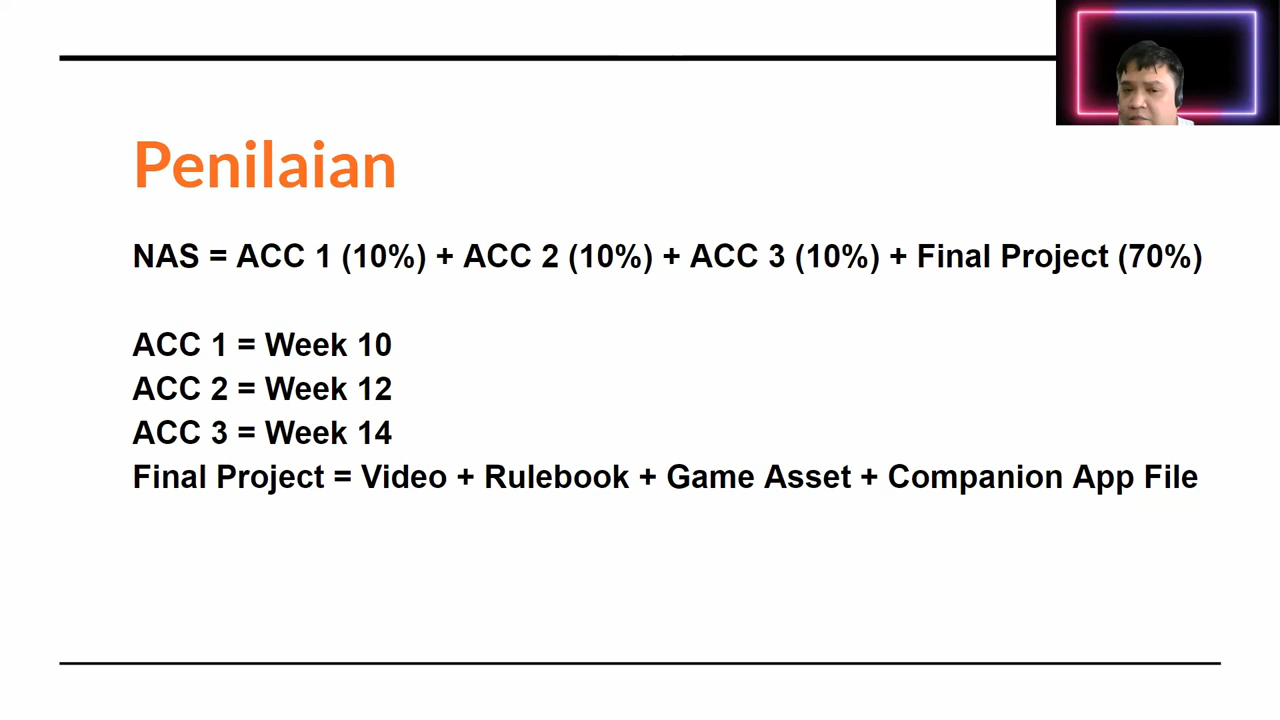 Penilaian
NAS = ACC 1 (10%) + ACC 2 (10%) + ACC 3 (10%) + Final Project (70%)
ACC 1 = Week 10
ACC 2 = Week 12
ACC 3 = Week 14
Final Project = Video + Rulebook + Game Asset + Companion App File